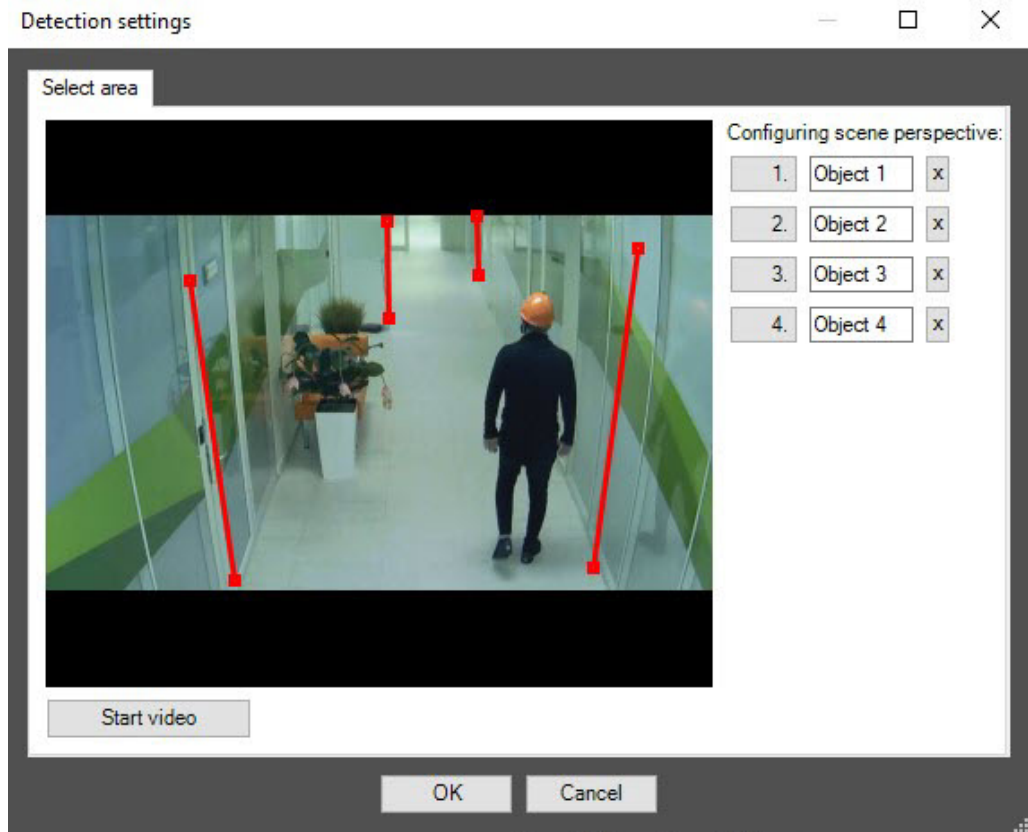 Detection settings
Select area
Configuring scene perspective:
1. Object 1 x
2. Object 2 x
3. Object 3 x
4. Object 4 x
Start video
OK Cancel